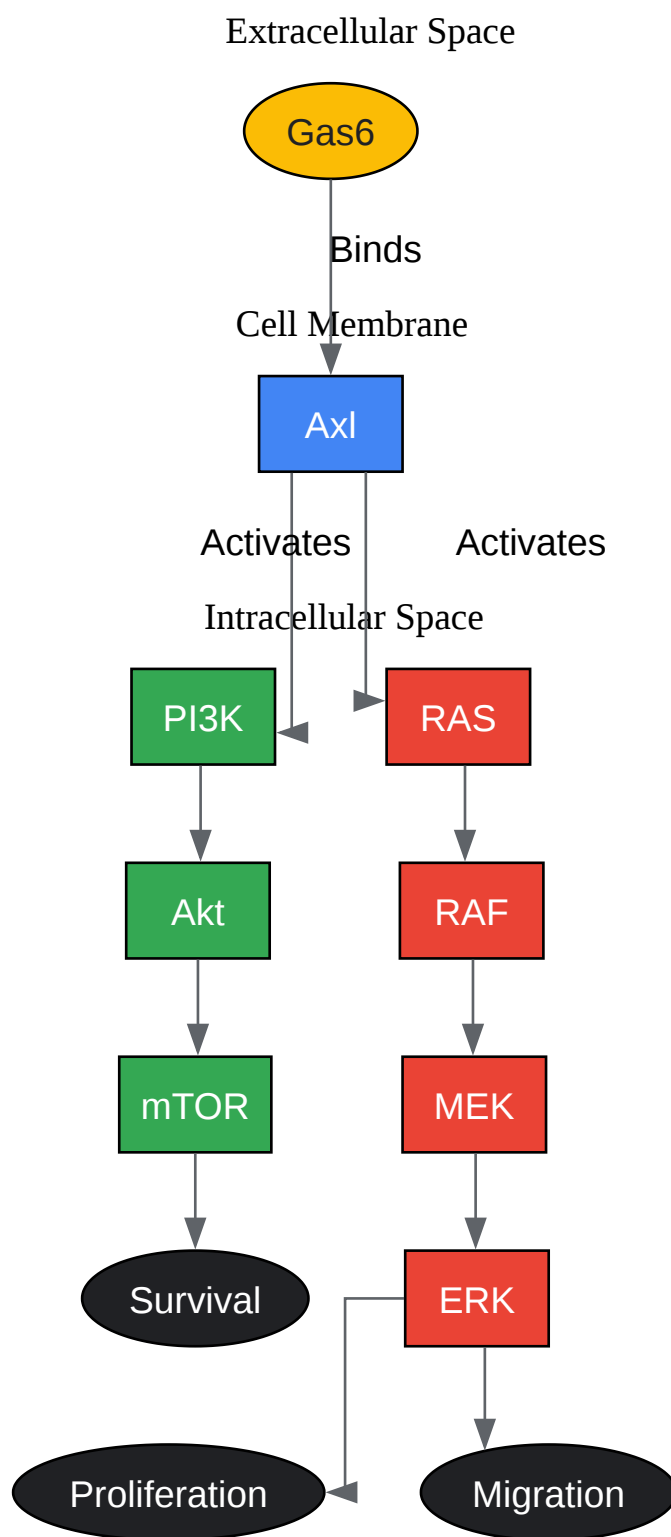 Extracellular Space
Gas6
Binds
Cell Membrane
Axl
Activates
Activates
Intracellular Space
PI3K
RAS
Akt
RAF
mTOR
MEK
Survival
ERK
Proliferation
Migration